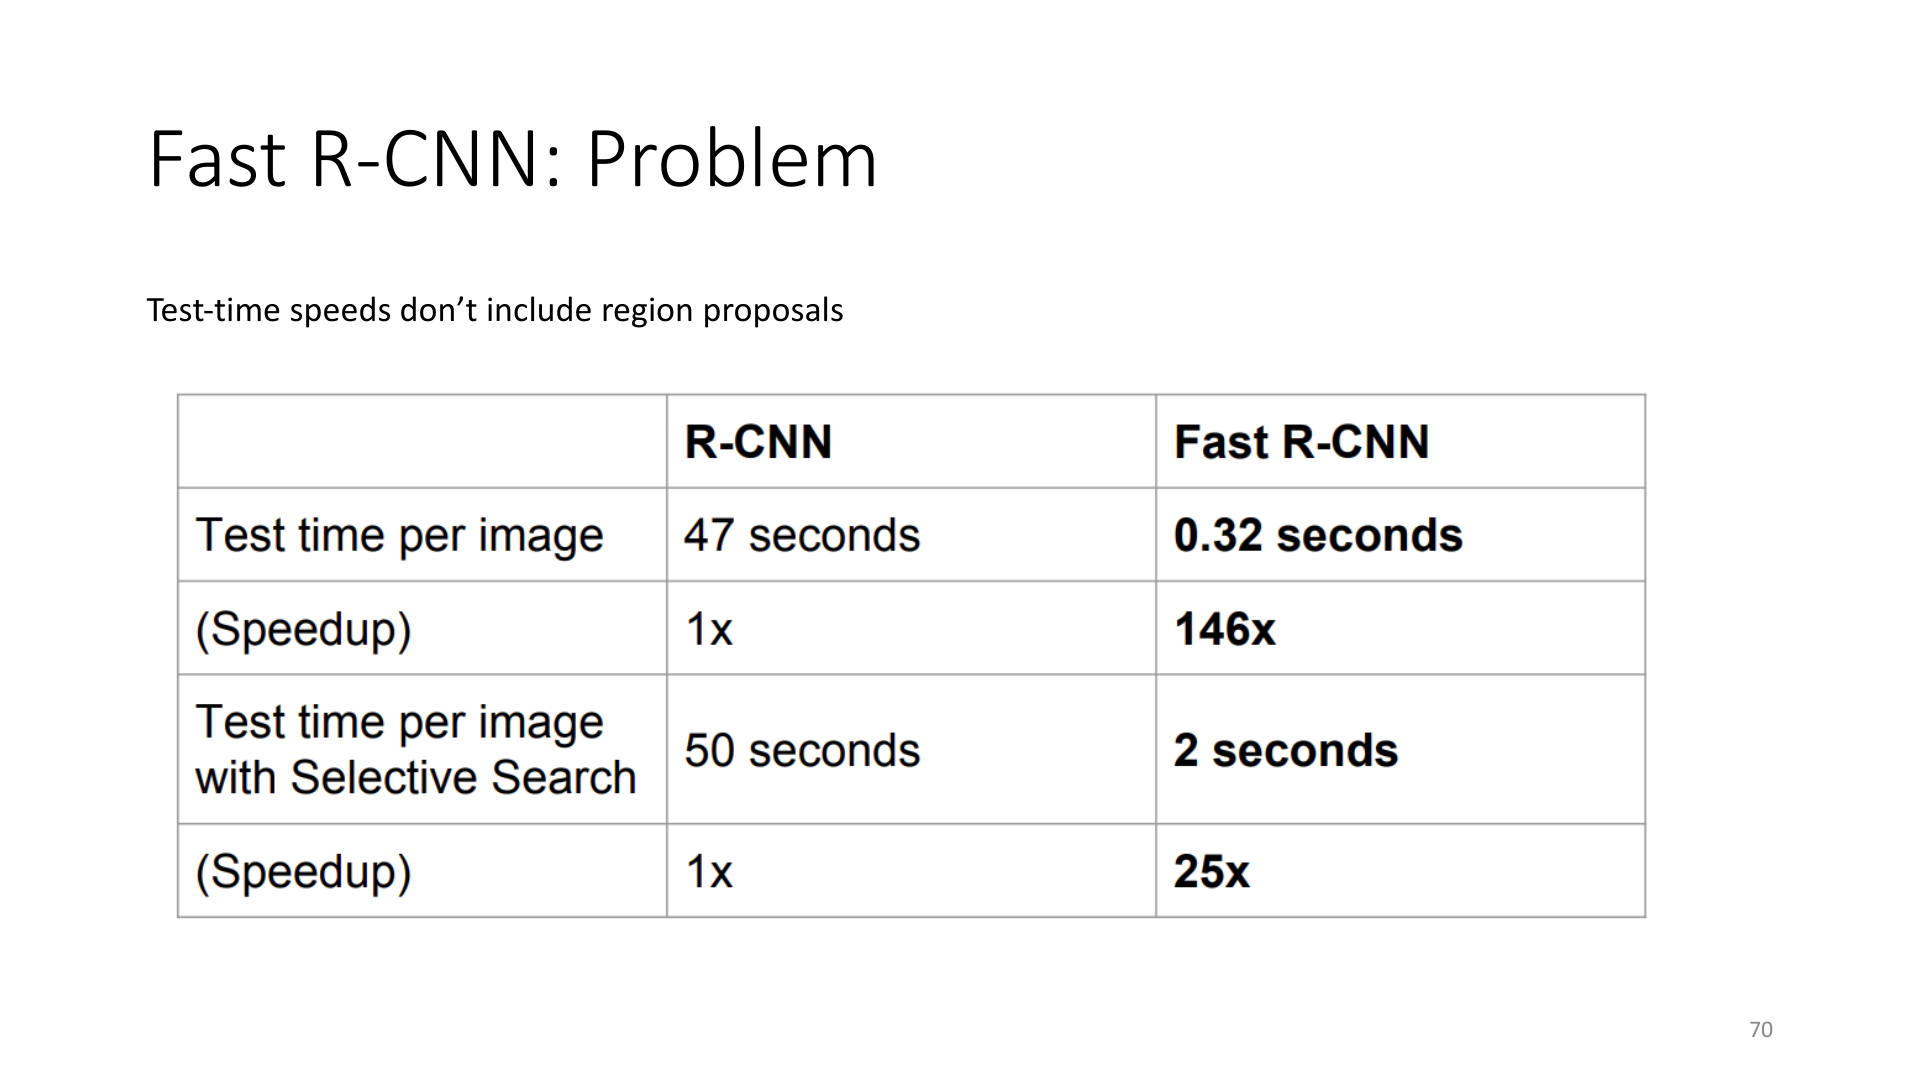 Fast R-CNN: Problem
Test-time speeds don’t include region proposals
R-CNN
Fast R-CNN
Test time per image
47 seconds
0.32 seconds
(Speedup)
1x
146x
Test time per image
with Selective Search
50 seconds
2 seconds
(Speedup)
1x
25x
70